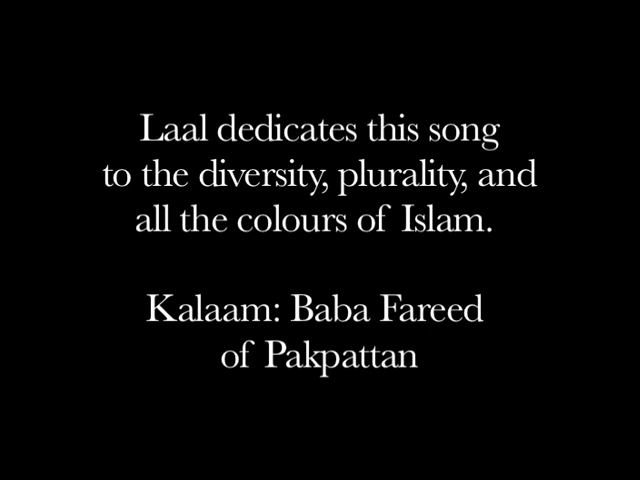 Laal dedicates this song
to the diversity, plurality, and
all the colours of Islam.
Kalaam: Baba Fareed
of Pakpattan